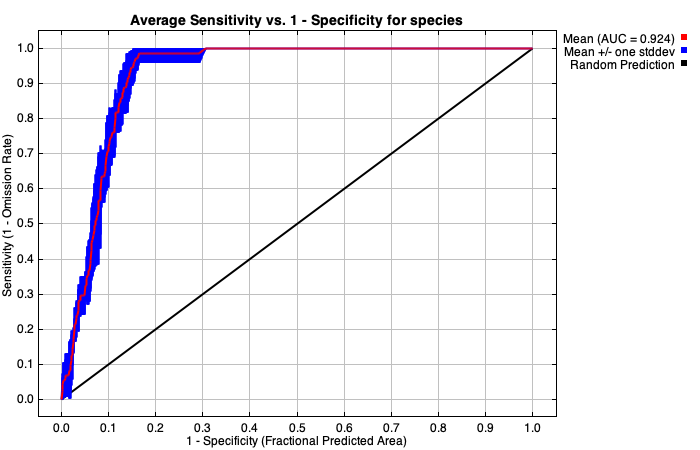 Average Sensitivity vs. 1 - Specificity for species
Mean (AUC = 0.924)
Mean +/- one stddev
Random Prediction
Sensitivity (1 - Omission Rate)
1.0
0.9
0.8
0.7
0.6
0.5
0.4
0.3
0.2
0.1
0.0
0.0 0.1 0.2 0.3 0.4 0.5 0.6 0.7 0.8 0.9 1.0
1 - Specificity (Fractional Predicted Area)